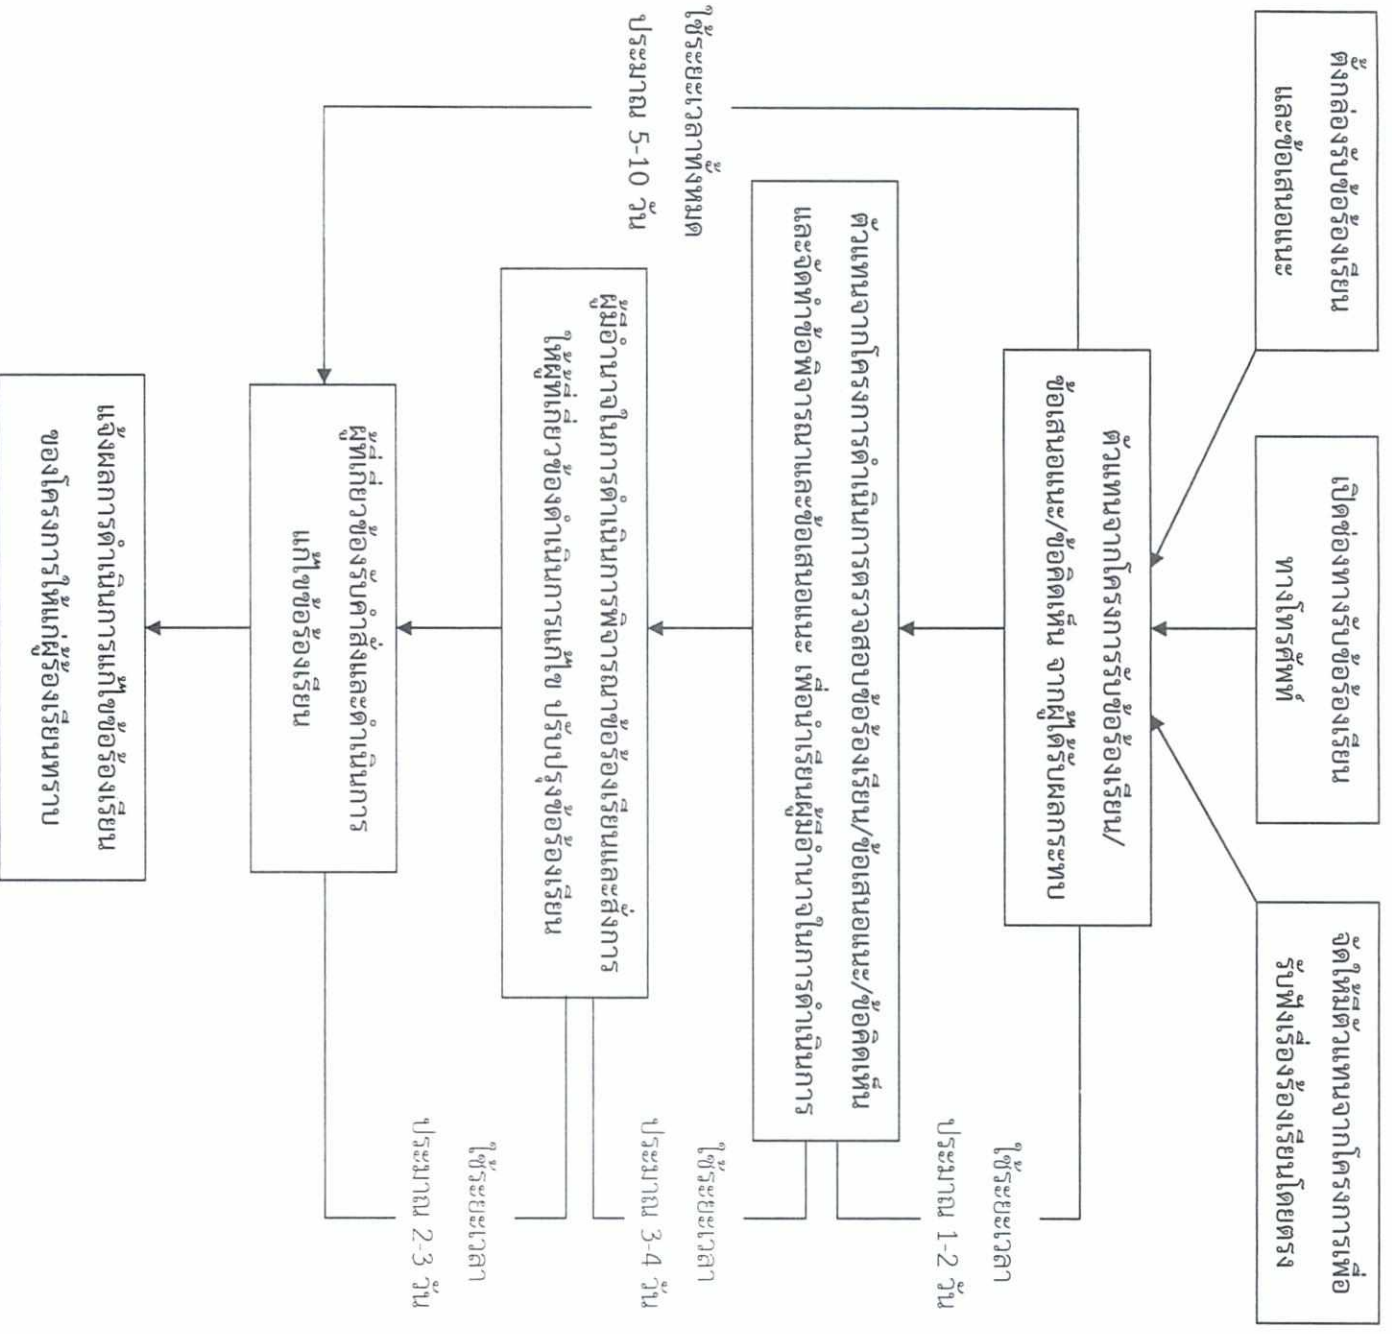 ตั้งกล่องรับข้อร้องเรียน
และข้อเสนอแนะ
เปิดช่องทางรับข้อร้องเรียน
ทางโทรศัพท์
จัดให้มีตัวแทนจากโครงการเพื่อ
รับฟังเรื่องร้องเรียนโดยตรง
ตัวแทนจากโครงการรับข้อร้องเรียน/
ข้อเสนอแนะ/ข้อคิดเห็น จากผู้ได้รับผลกระทบ
ใช้ระยะเวลา
ประมาณ 1-2 วัน
ตัวแทนจากโครงการดำเนินการตรวจสอบข้อร้องเรียน/ข้อเสนอแนะ/ข้อคิดเห็น
และจัดทำข้อพิจารณาและข้อเสนอแนะ เพื่อนำเรียนผู้มีอำนาจในการดำเนินการ
ใช้ระยะเวลาทั้งหมด
ประมาณ 5-10 วัน
ใช้ระยะเวลา
ประมาณ 3-4 วัน
ผู้มีอำนาจในการดำเนินการพิจารณาข้อร้องเรียนและสั่งการ
ให้ผู้ที่เกี่ยวข้องดำเนินการแก้ไข ปรับปรุงข้อร้องเรียน
ใช้ระยะเวลา
ประมาณ 2-3 วัน
ผู้ที่เกี่ยวข้องรับคำสั่งและดำเนินการ
แก้ไขข้อร้องเรียน
แจ้งผลการดำเนินการแก้ไขข้อร้องเรียน
ของโครงการให้แก่ผู้ร้องเรียนทราบ